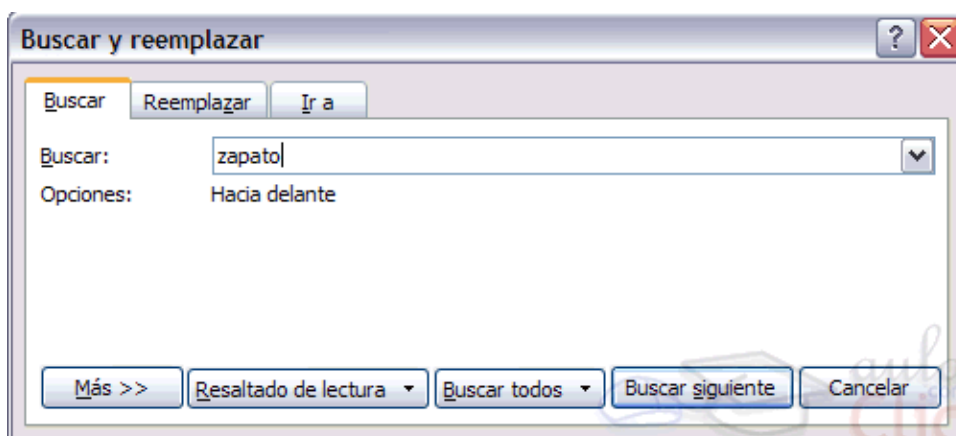 Buscar y reemplazar
Buscar Reemplazar Ir a
Buscar: zapato
Opciones: Hacia delante
Más >> Resaltado de lectura Buscar todos Buscar siguiente Cancelar